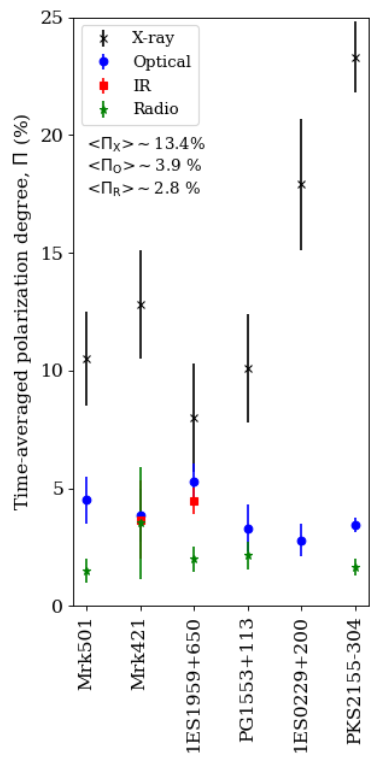 25
20
15
10
5
0
Time-averaged polarization degree, Π (%)
X-ray
Optical
IR
Radio
<Π_X> ~ 13.4%
<Π_O> ~ 3.9 %
<Π_R> ~ 2.8 %
Mrk501
Mrk421
1ES1959+650
PG1553+113
1ES0229+200
PKS2155-304